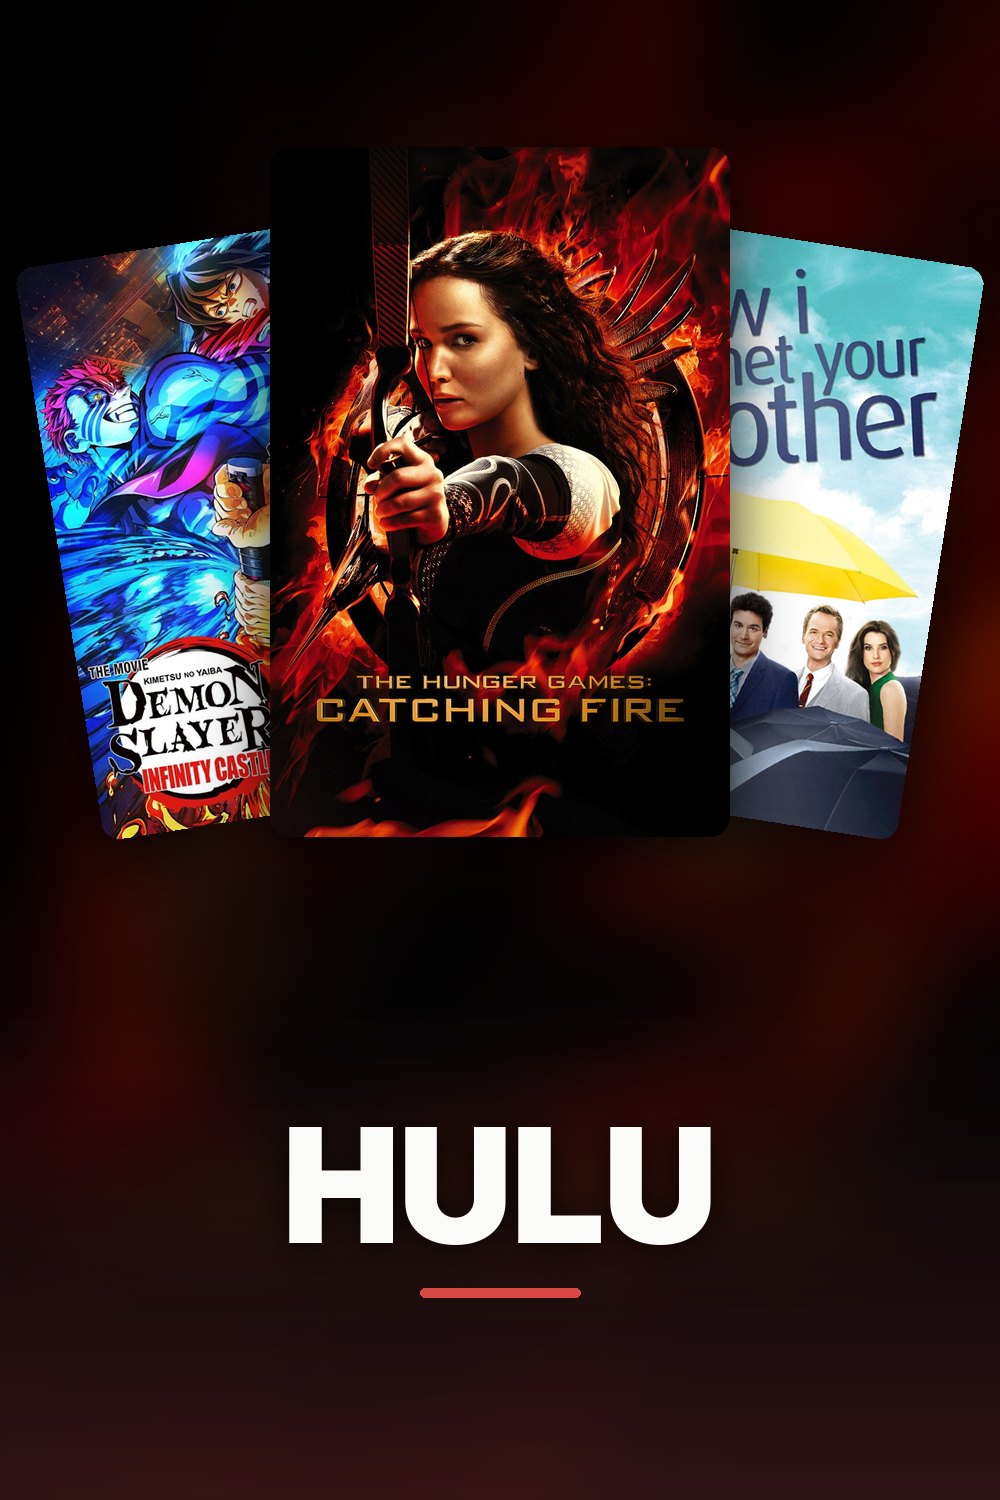 THE MOVIE
KIMETSU NO YAIBA
DEMON
SLAYER
INFINITY CASTL
THE HUNGER GAMES:
CATCHING FIRE
w i
net your
other
HULU